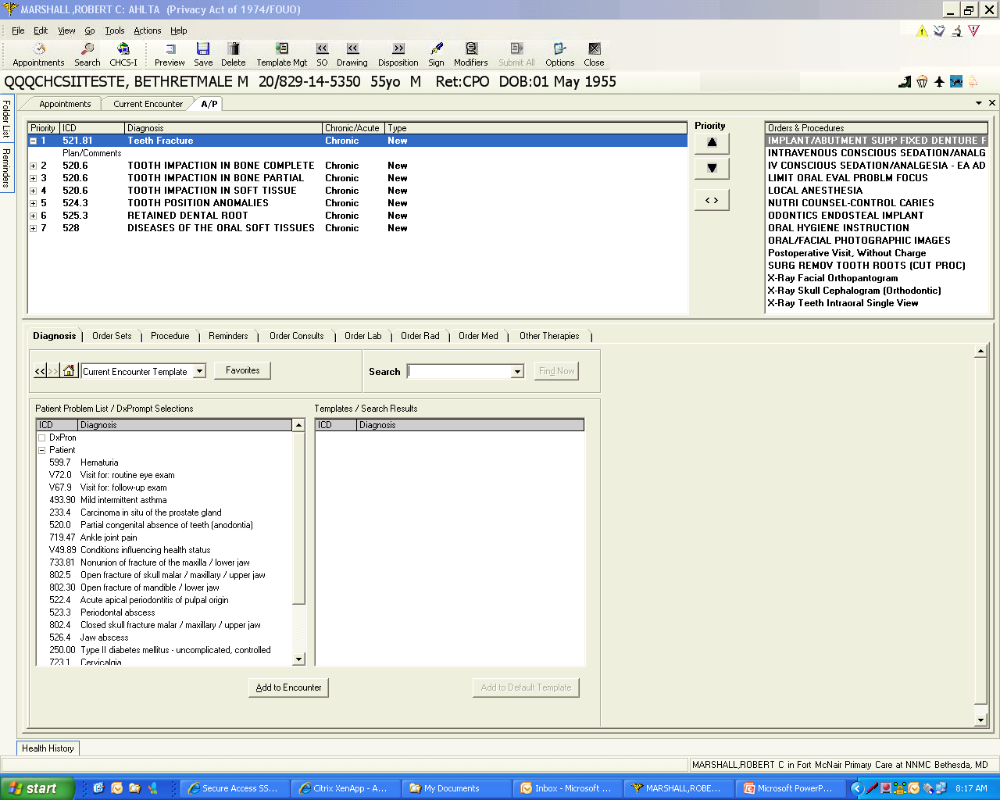 MARSHALL,ROBERT C: AHLTA (Privacy Act of 1974/FOUO)
File Edit View Go Tools Actions Help
Appointments Search CHCS-I Preview Save Delete Template Mgt SO Drawing Disposition Sign Modifiers Submit All Options Close
QQQCHCSIITESTE, BETHRETMALE M 20/829-14-5350 55yo M Ret:CPO DOB:01 May 1955
Folder List
Reminders
Appointments Current Encounter A/P
Priority ICD Diagnosis Chronic/Acute Type
1 521.81 Teeth Fracture Chronic New
Plan/Comments
2 520.6 TOOTH IMPACTION IN BONE COMPLETE Chronic New
3 520.6 TOOTH IMPACTION IN BONE PARTIAL Chronic New
4 520.6 TOOTH IMPACTION IN SOFT TISSUE Chronic New
5 524.3 TOOTH POSITION ANOMALIES Chronic New
6 525.3 RETAINED DENTAL ROOT Chronic New
7 528 DISEASES OF THE ORAL SOFT TISSUES Chronic New
Priority
< >
Orders & Procedures
IMPLANT/ABUTMENT SUPP FIXED DENTURE F
INTRAVENOUS CONSCIOUS SEDATION/ANALG
IV CONSCIOUS SEDATION/ANALGESIA - EA AD
LIMIT ORAL EVAL PROBLM FOCUS
LOCAL ANESTHESIA
NUTRI COUNSEL-CONTROL CARIES
ODONTICS ENDOSTEAL IMPLANT
ORAL HYGIENE INSTRUCTION
ORAL/FACIAL PHOTOGRAPHIC IMAGES
Postoperative Visit, Without Charge
SURG REMOV TOOTH ROOTS (CUT PROC)
X-Ray Facial Orthopantogram
X-Ray Skull Cephalogram (Orthodontic)
X-Ray Teeth Intraoral Single View
Diagnosis Order Sets Procedure Reminders Order Consults Order Lab Order Rad Order Med Other Therapies
<< >> Current Encounter Template Favorites Search Find Now
Patient Problem List / DxPrompt Selections
ICD Diagnosis
DxPron
Patient
599.7 Hematuria
V72.0 Visit for: routine eye exam
V67.9 Visit for: follow-up exam
493.90 Mild intermittent asthma
233.4 Carcinoma in situ of the prostate gland
520.0 Partial congenital absence of teeth (anodontia)
719.47 Ankle joint pain
V49.89 Conditions influencing health status
733.81 Nonunion of fracture of the maxilla / lower jaw
802.5 Open fracture of skull malar / maxillary / upper jaw
802.30 Open fracture of mandible / lower jaw
522.4 Acute apical periodontitis of pulpal origin
523.3 Periodontal abscess
802.4 Closed skull fracture malar / maxillary / upper jaw
526.4 Jaw abscess
250.00 Type II diabetes mellitus - uncomplicated, controlled
723.1 Cervicalgia
Templates / Search Results
ICD Diagnosis
Add to Encounter
Add to Default Template
Health History
MARSHALL,ROBERT C in Fort McNair Primary Care at NNMC Bethesda, MD
start Secure Access SS... Citrix XenApp - A... My Documents Inbox - Microsoft ... MARSHALL,ROBE... Microsoft PowerP... 8:17 AM